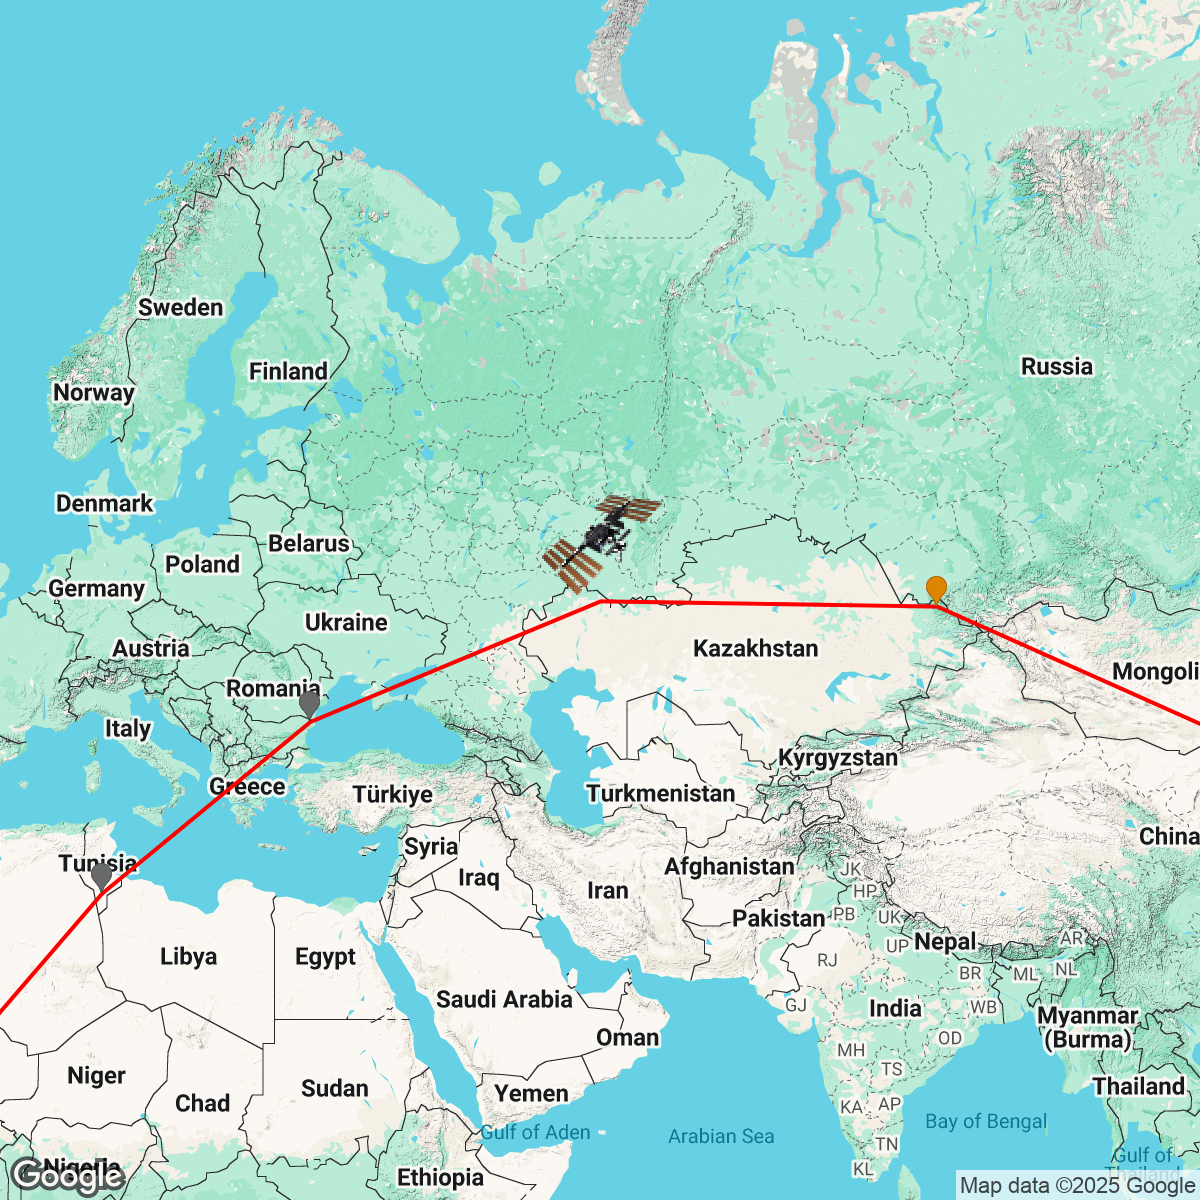 Sweden
Finland
Norway
Russia
Denmark
Belarus
Poland
Germany
Ukraine
Austria
Kazakhstan
Mongoli
Romania
Italy
Kyrgyzstan
Greece
Türkiye
Turkmenistan
China
Syria
Tunisia
Afghanistan
Iraq
Iran
JK
HP
Pakistan
PB
UK
AR
UP
Nepal
Libya
Egypt
RJ
BR
ML
NL
Saudi Arabia
GJ
India
WB
Myanmar
(Burma)
Oman
OD
MH
Niger
TS
Sudan
Yemen
Thailand
Chad
KA
AP
Bay of Bengal
Gulf of Aden
Arabian Sea
TN
Gulf of
Thailand
KL
Nigeria
Ethiopia
Google
Map data ©2025 Google